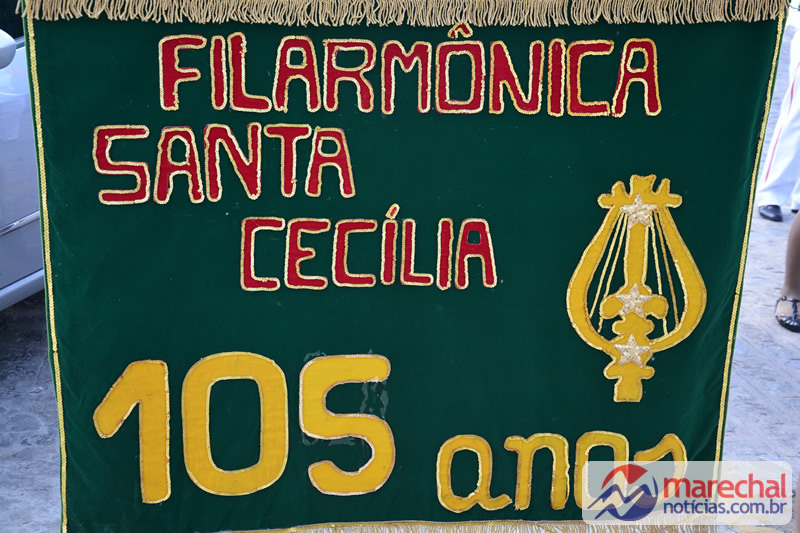 FILARMÔNICA
SANTA
CECÍLIA
105 anos
marechal
notícias.com.br